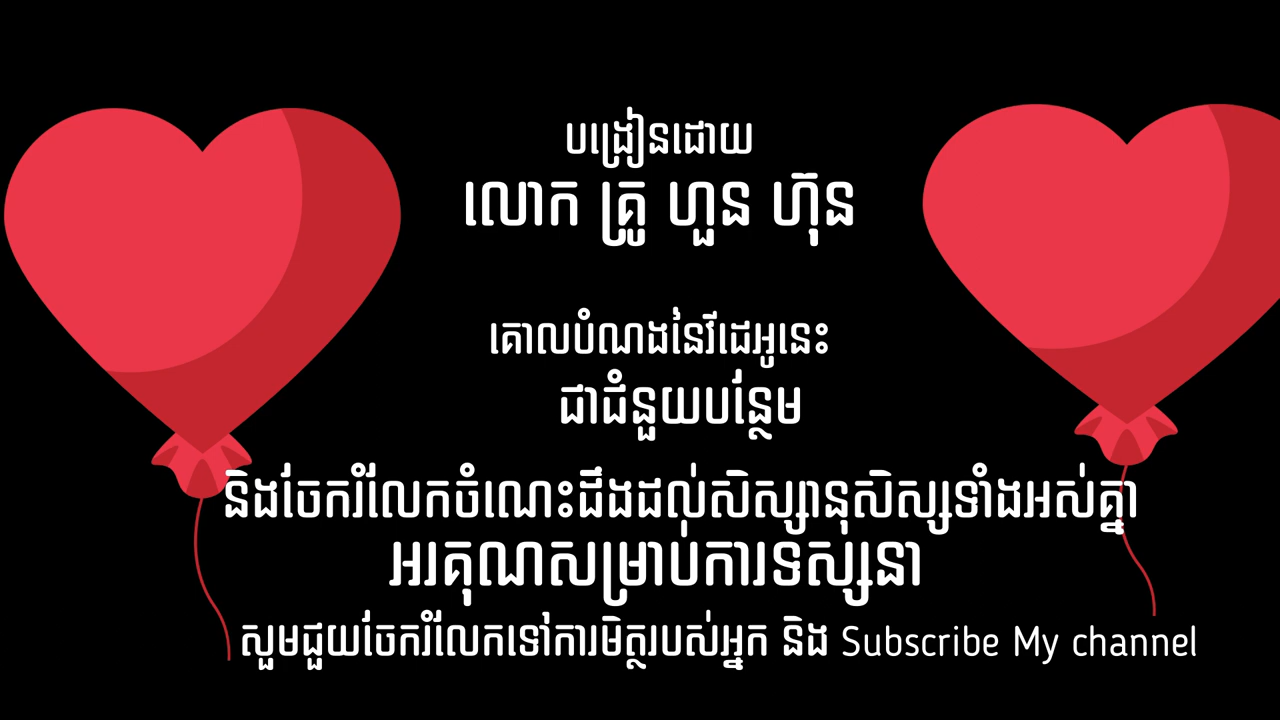 បង្រៀនដោយ
លោក គ្រូ ហួន ហ៊ុន
គោលបំណងនៃវីដេអូនេះ
ជាជំនួយបន្ថែម
និងចែករំលែកចំណេះដឹងដល់សិស្សានុសិស្សទាំងអស់គ្នា
អរគុណសម្រាប់ការទស្សនា
សួមជួយចែករំលែកទៅការមិត្តរបស់អ្នក និង Subscribe My channel